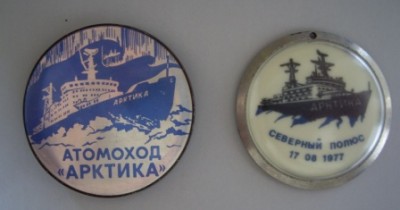 АРКТИКА
АТОМОХОД
«АРКТИКА»
АРКТИКА
СЕВЕРНЫЙ ПОЛЮС
17 08 1977